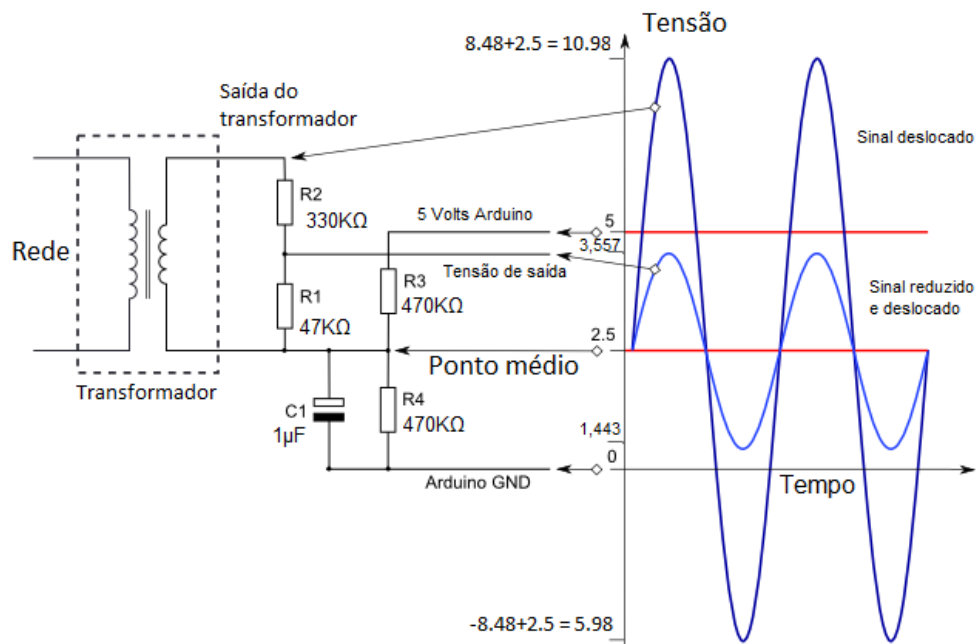 8.48+2.5 = 10.98
Tensão
Saída do
transformador
Sinal deslocado
R2
330KΩ
5 Volts Arduino
5
Rede
3,557
Tensão de saída
R3
470KΩ
Sinal reduzido
e deslocado
R1
47KΩ
2.5
Ponto médio
Transformador
C1
1µF
R4
470KΩ
1,443
0
Arduino GND
Tempo
-8.48+2.5 = 5.98